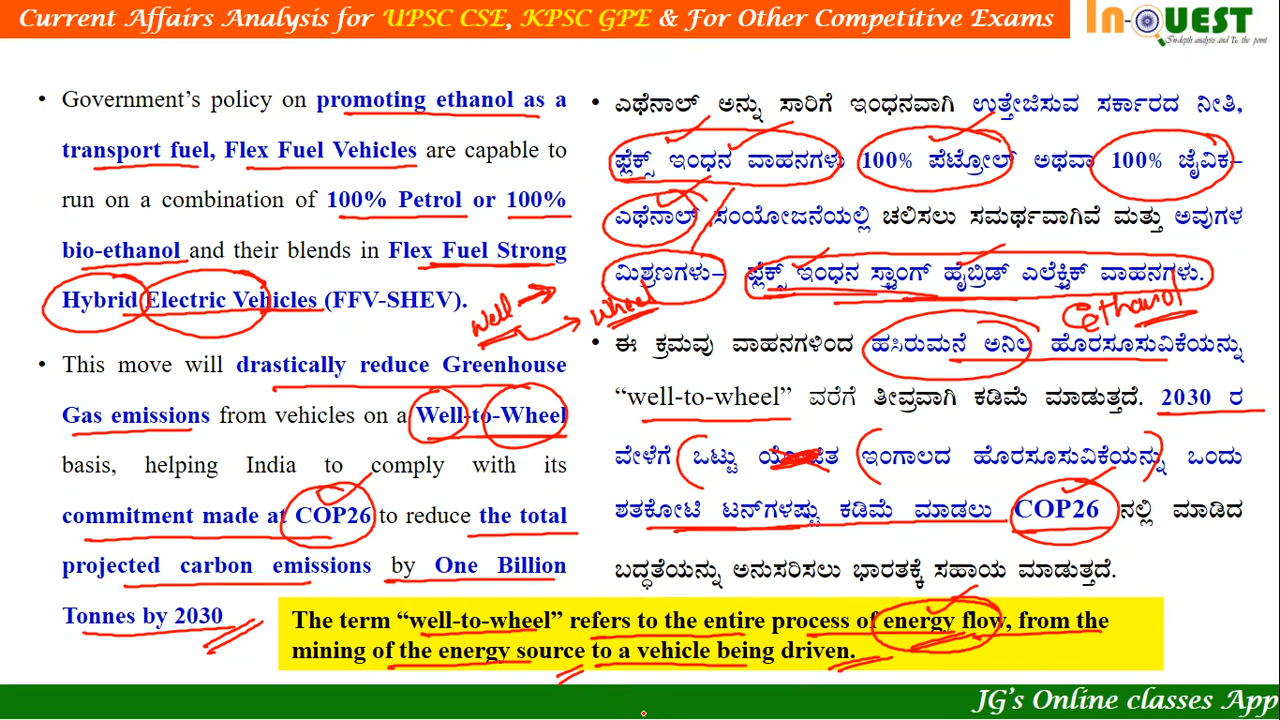 Current Affairs Analysis for UPSC CSE, KPSC GPE & For Other Competitive Exams
In-QUEST
In-depth analysis and To the point
• Government's policy on promoting ethanol as a
transport fuel, Flex Fuel Vehicles are capable to
run on a combination of 100% Petrol or 100%
bio-ethanol and their blends in Flex Fuel Strong
Hybrid Electric Vehicles (FFV-SHEV).
• This move will drastically reduce Greenhouse
Gas emissions from vehicles on a Well-to-Wheel
basis, helping India to comply with its
commitment made at COP26 to reduce the total
projected carbon emissions by One Billion
Tonnes by 2030
• ಎಥೆನಾಲ್ ಅನ್ನು ಸಾರಿಗೆ ಇಂಧನವಾಗಿ ಉತ್ತೇಜಿಸುವ ಸರ್ಕಾರದ ನೀತಿ,
ಫ್ಲೆಕ್ಸ್ ಇಂಧನ ವಾಹನಗಳು 100% ಪೆಟ್ರೋಲ್ ಅಥವಾ 100% ಜೈವಿಕ–
ಎಥೆನಾಲ್ ಸಂಯೋಜನೆಯಲ್ಲಿ ಚಲಿಸಲು ಸಮರ್ಥವಾಗಿವೆ ಮತ್ತು ಅವುಗಳ
ಮಿಶ್ರಣಗಳು– ಫ್ಲೆಕ್ಸ್ ಇಂಧನ ಸ್ಟ್ರಾಂಗ್ ಹೈಬ್ರಿಡ್ ಎಲೆಕ್ಟ್ರಿಕ್ ವಾಹನಗಳು.
Well wheel
ethanol
• ಈ ಕ್ರಮವು ವಾಹನಗಳಿಂದ ಹಸಿರುಮನೆ ಅನಿಲ ಹೊರಸೂಸುವಿಕೆಯನ್ನು
"well-to-wheel" ವರೆಗೆ ತೀವ್ರವಾಗಿ ಕಡಿಮೆ ಮಾಡುತ್ತದೆ. 2030 ರ
ವೇಳೆಗೆ ಒಟ್ಟು ಇಂಗಾಲದ ಹೊರಸೂಸುವಿಕೆಯನ್ನು ಒಂದು
ಶತಕೋಟಿ ಟನ್‌ಗಳಷ್ಟು ಕಡಿಮೆ ಮಾಡಲು COP26 ನಲ್ಲಿ ಮಾಡಿದ
ಬದ್ಧತೆಯನ್ನು ಅನುಸರಿಸಲು ಭಾರತಕ್ಕೆ ಸಹಾಯ ಮಾಡುತ್ತದೆ.
The term "well-to-wheel" refers to the entire process of energy flow, from the
mining of the energy source to a vehicle being driven.
JG's Online classes App